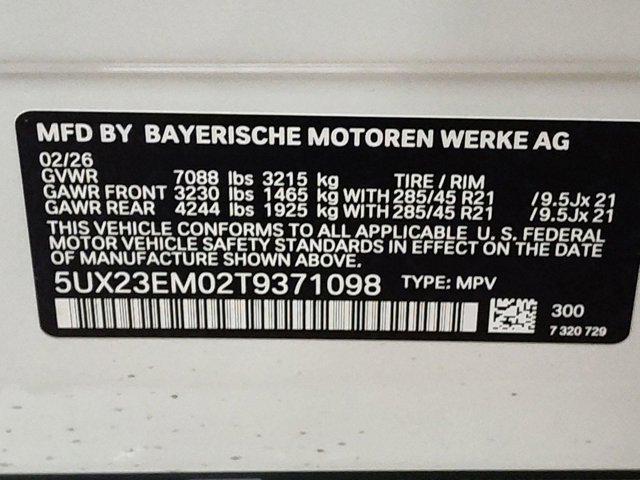 MFD BY BAYERISCHE MOTOREN WERKE AG
02/26
GVWR 7088 lbs 3215 kg TIRE / RIM
GAWR FRONT 3230 lbs 1465 kg WITH 285/45 R21 /9.5Jx 21
GAWR REAR 4244 lbs 1925 kg WITH 285/45 R21 /9.5Jx 21
THIS VEHICLE CONFORMS TO ALL APPLICABLE U.S. FEDERAL
MOTOR VEHICLE SAFETY STANDARDS IN EFFECT ON THE DATE
OF MANUFACTURE SHOWN ABOVE.
5UX23EM02T9371098 TYPE: MPV
300
7 320 729